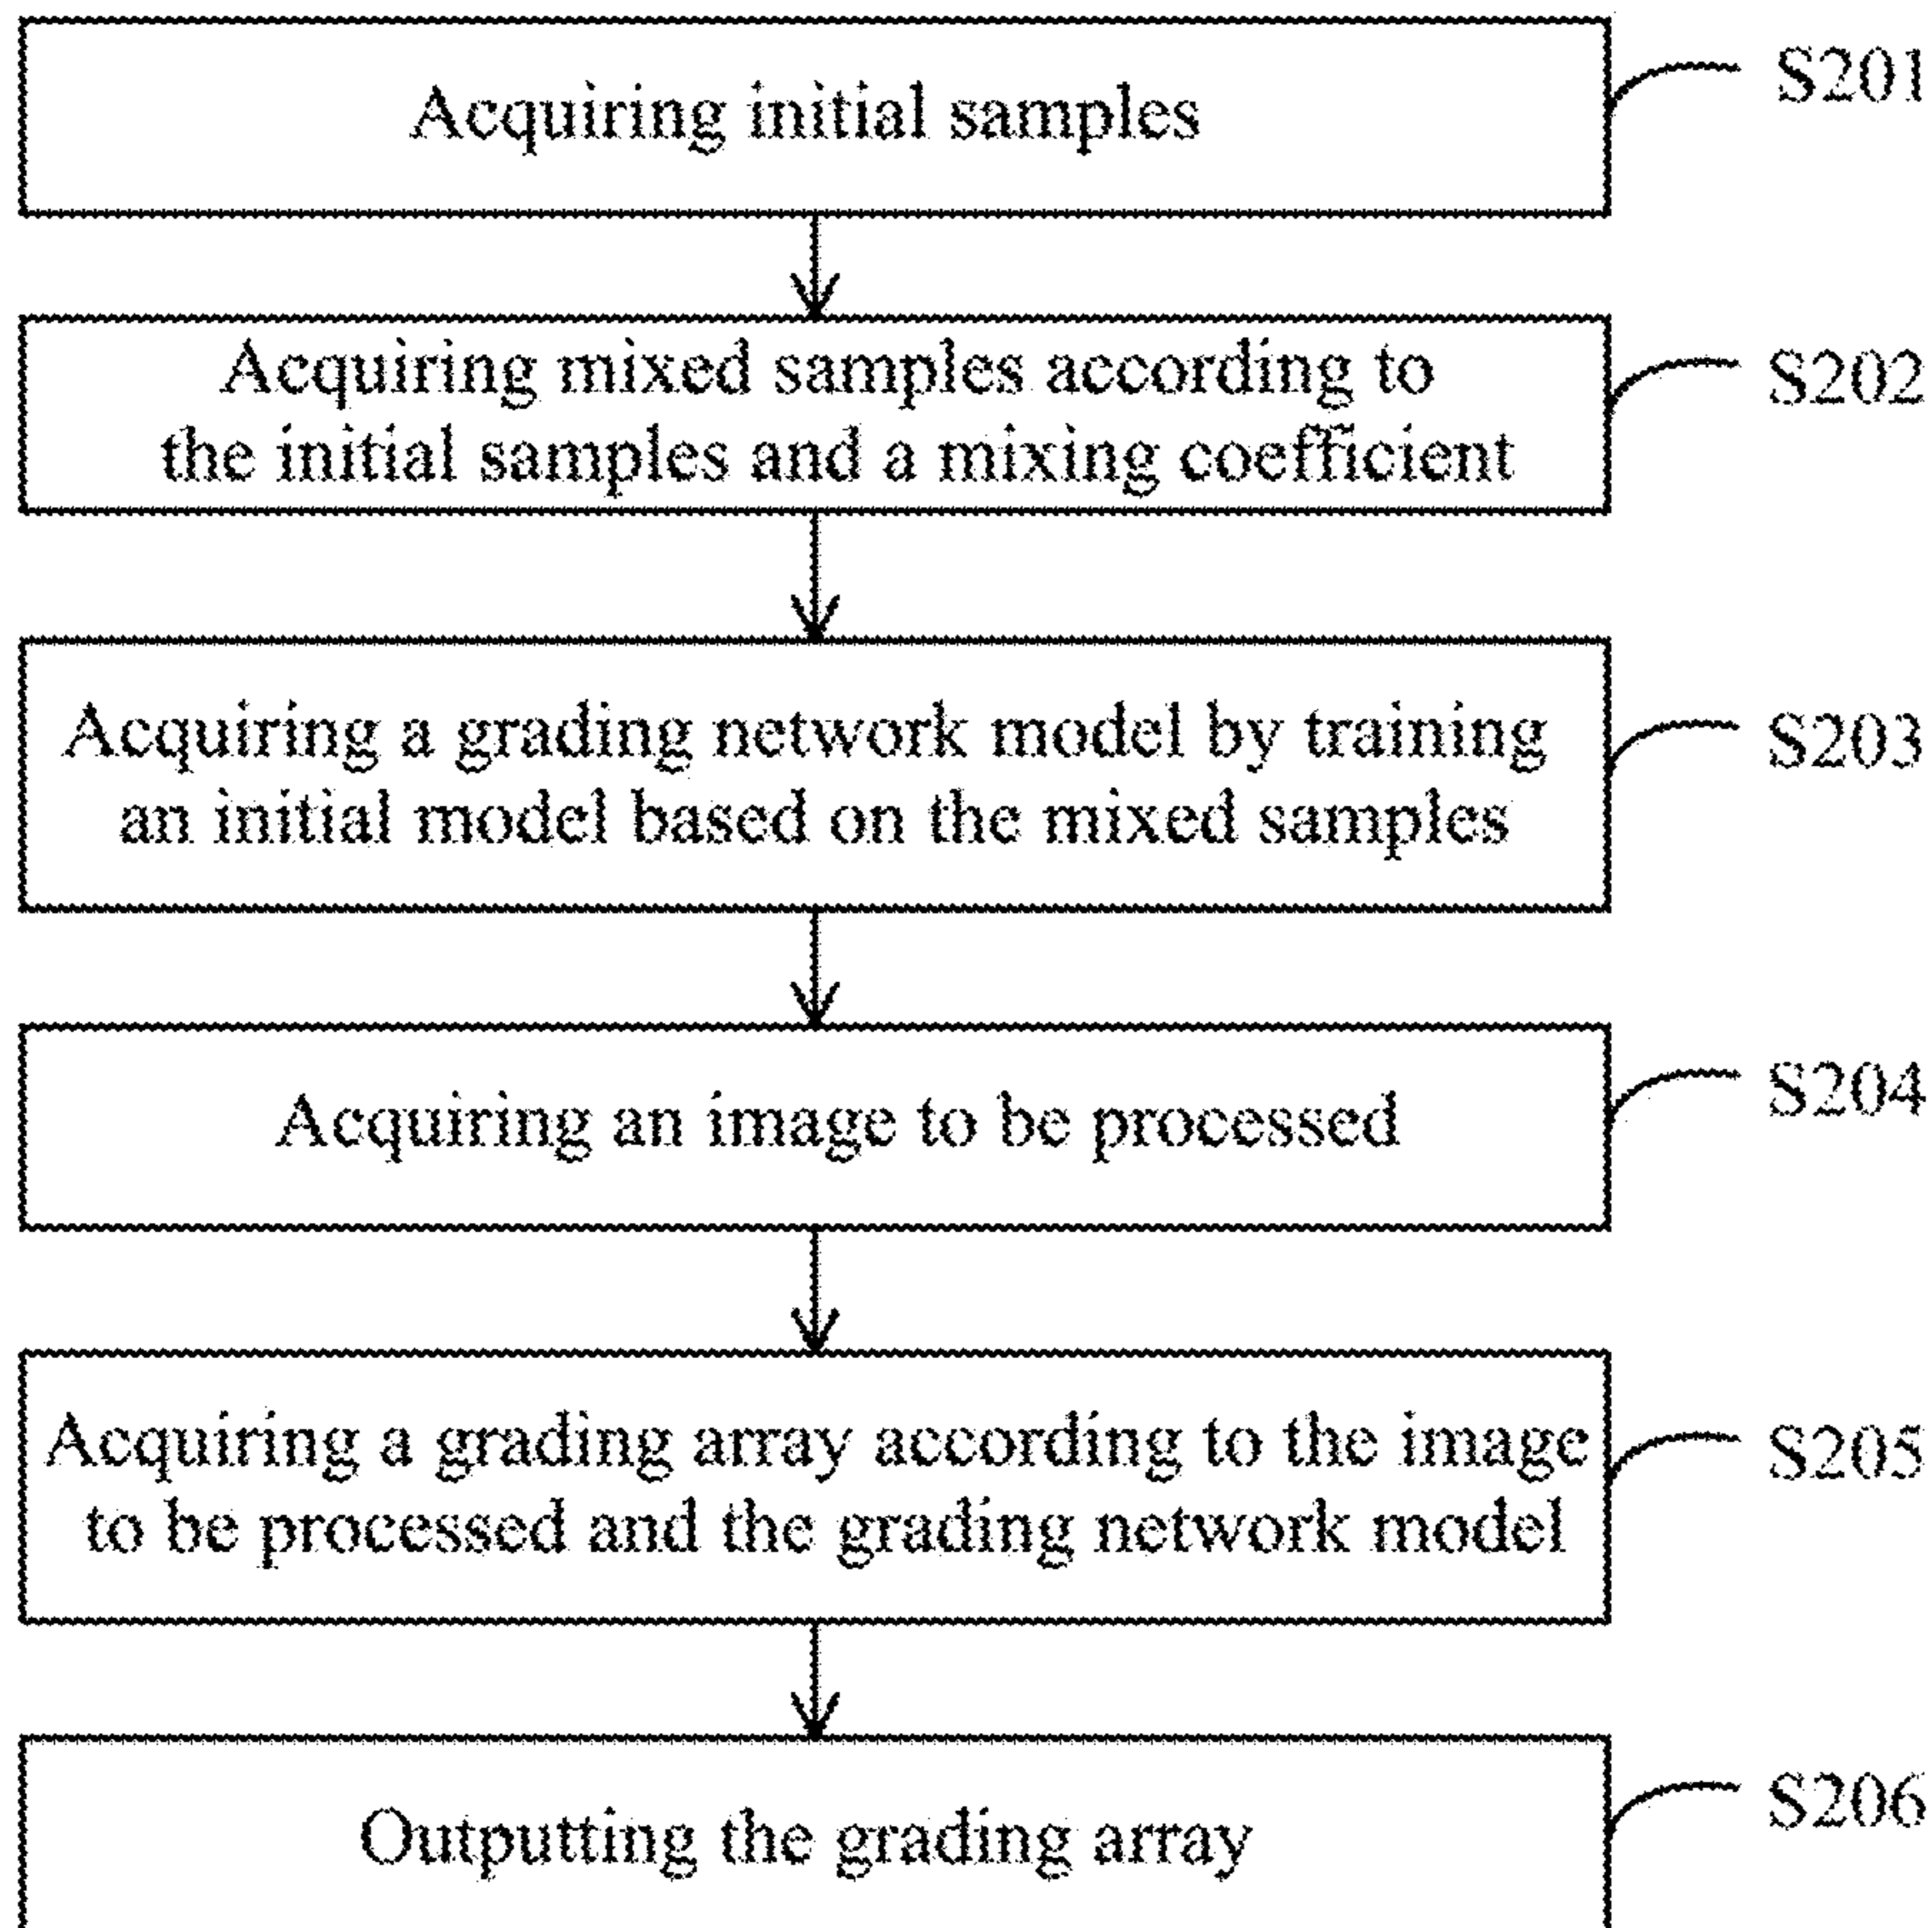 Acquiring initial samples
S201
Acquiring mixed samples according to
the initial samples and a mixing coefficient
S202
Acquiring a grading network model by training
an initial model based on the mixed samples
S203
Acquiring an image to be processed
S204
Acquiring a grading array according to the image
to be processed and the grading network model
S205
Outputting the grading array
S206